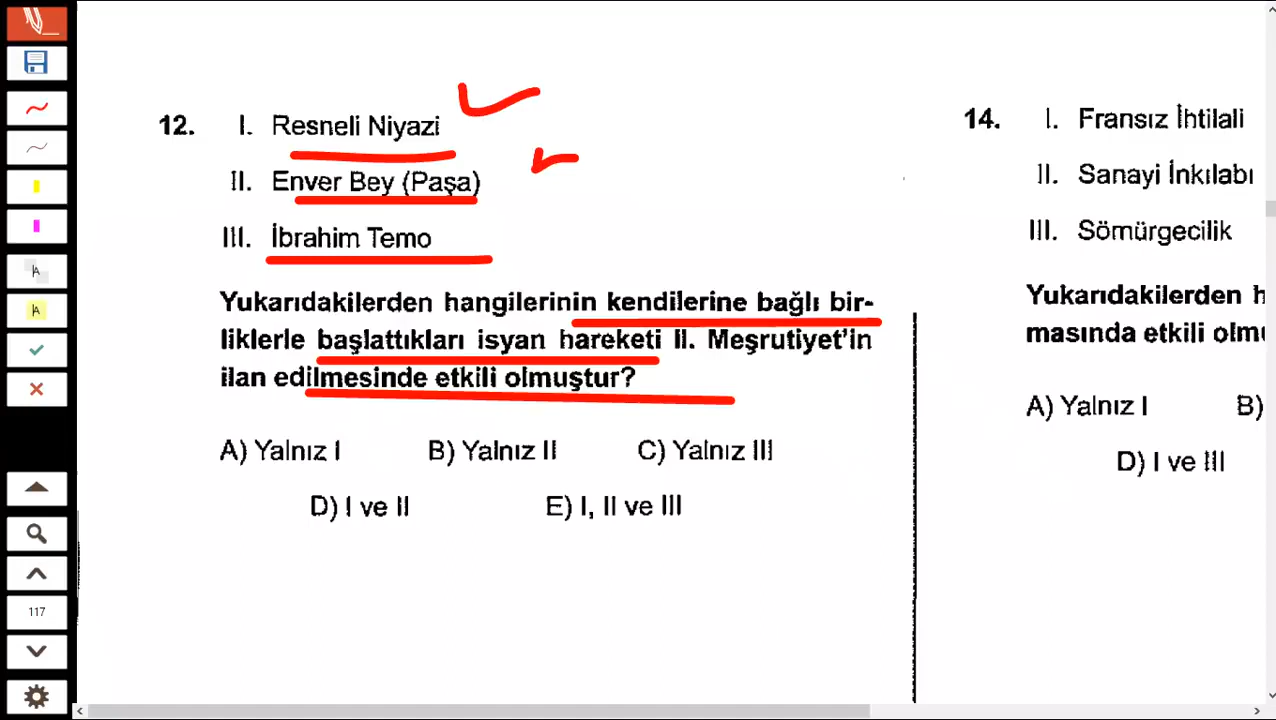 12. I. Resneli Niyazi
II. Enver Bey (Paşa)
III. İbrahim Temo
Yukarıdakilerden hangilerinin kendilerine bağlı bir-
liklerle başlattıkları isyan hareketi II. Meşrutiyet'in
ilan edilmesinde etkili olmuştur?
A) Yalnız I B) Yalnız II C) Yalnız III
D) I ve II E) I, II ve III
14. I. Fransız İhtilali
II. Sanayi İnkılabı
III. Sömürgecilik
Yukarıdakilerden h
masında etkili olmu
A) Yalnız I B)
D) I ve III
A
A
117